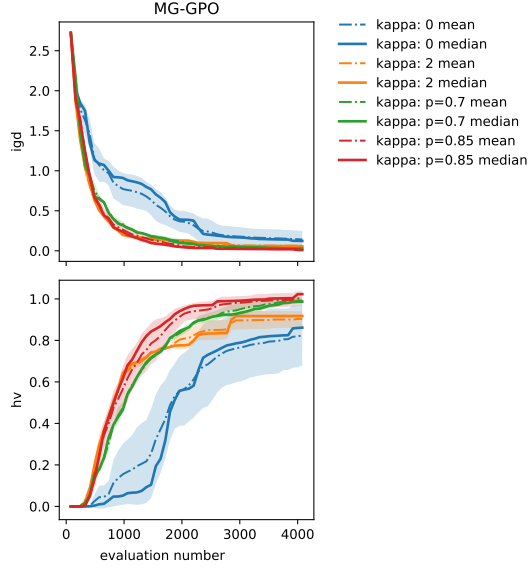 MG-GPO
kappa: 0 mean
kappa: 0 median
kappa: 2 mean
kappa: 2 median
kappa: p=0.7 mean
kappa: p=0.7 median
kappa: p=0.85 mean
kappa: p=0.85 median
2.5
2.0
1.5
1.0
0.5
0.0
igd
1.0
0.8
0.6
0.4
0.2
0.0
hv
0 1000 2000 3000 4000
evaluation number